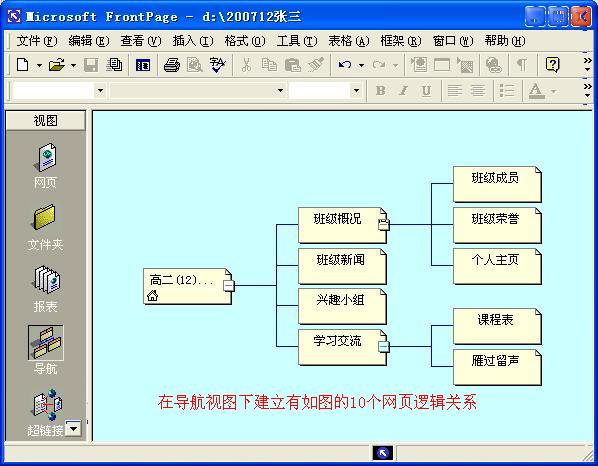 Microsoft FrontPage - d:\200712张三
文件(F) 编辑(E) 查看(V) 插入(I) 格式(O) 工具(T) 表格(A) 框架(R) 窗口(W) 帮助(H)
B I U A
视图
网页
文件夹
报表
导航
超链接
高二(12)...
班级概况
班级新闻
兴趣小组
学习交流
班级成员
班级荣誉
个人主页
课程表
雁过留声
在导航视图下建立有如图的10个网页逻辑关系